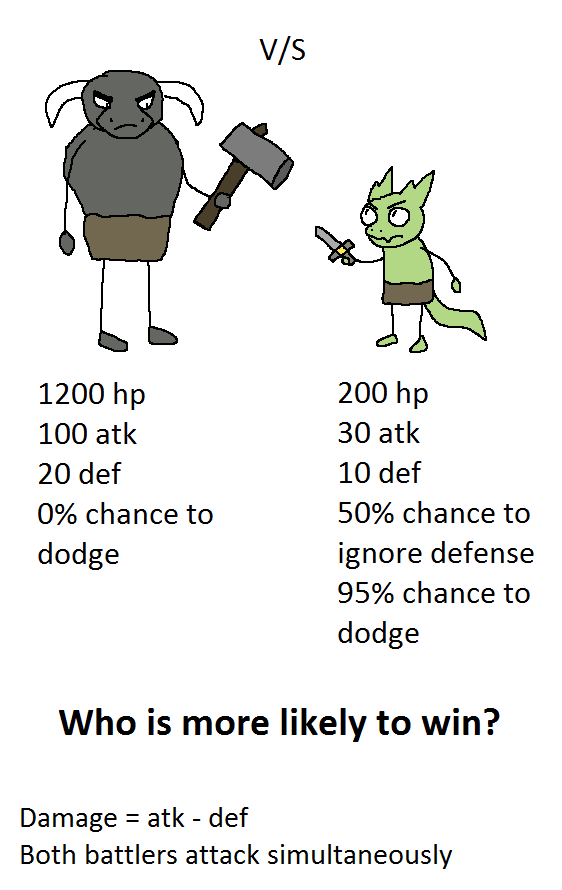 V/S
1200 hp
100 atk
20 def
0% chance to
dodge
200 hp
30 atk
10 def
50% chance to
ignore defense
95% chance to
dodge
Who is more likely to win?
Damage = atk - def
Both battlers attack simultaneously